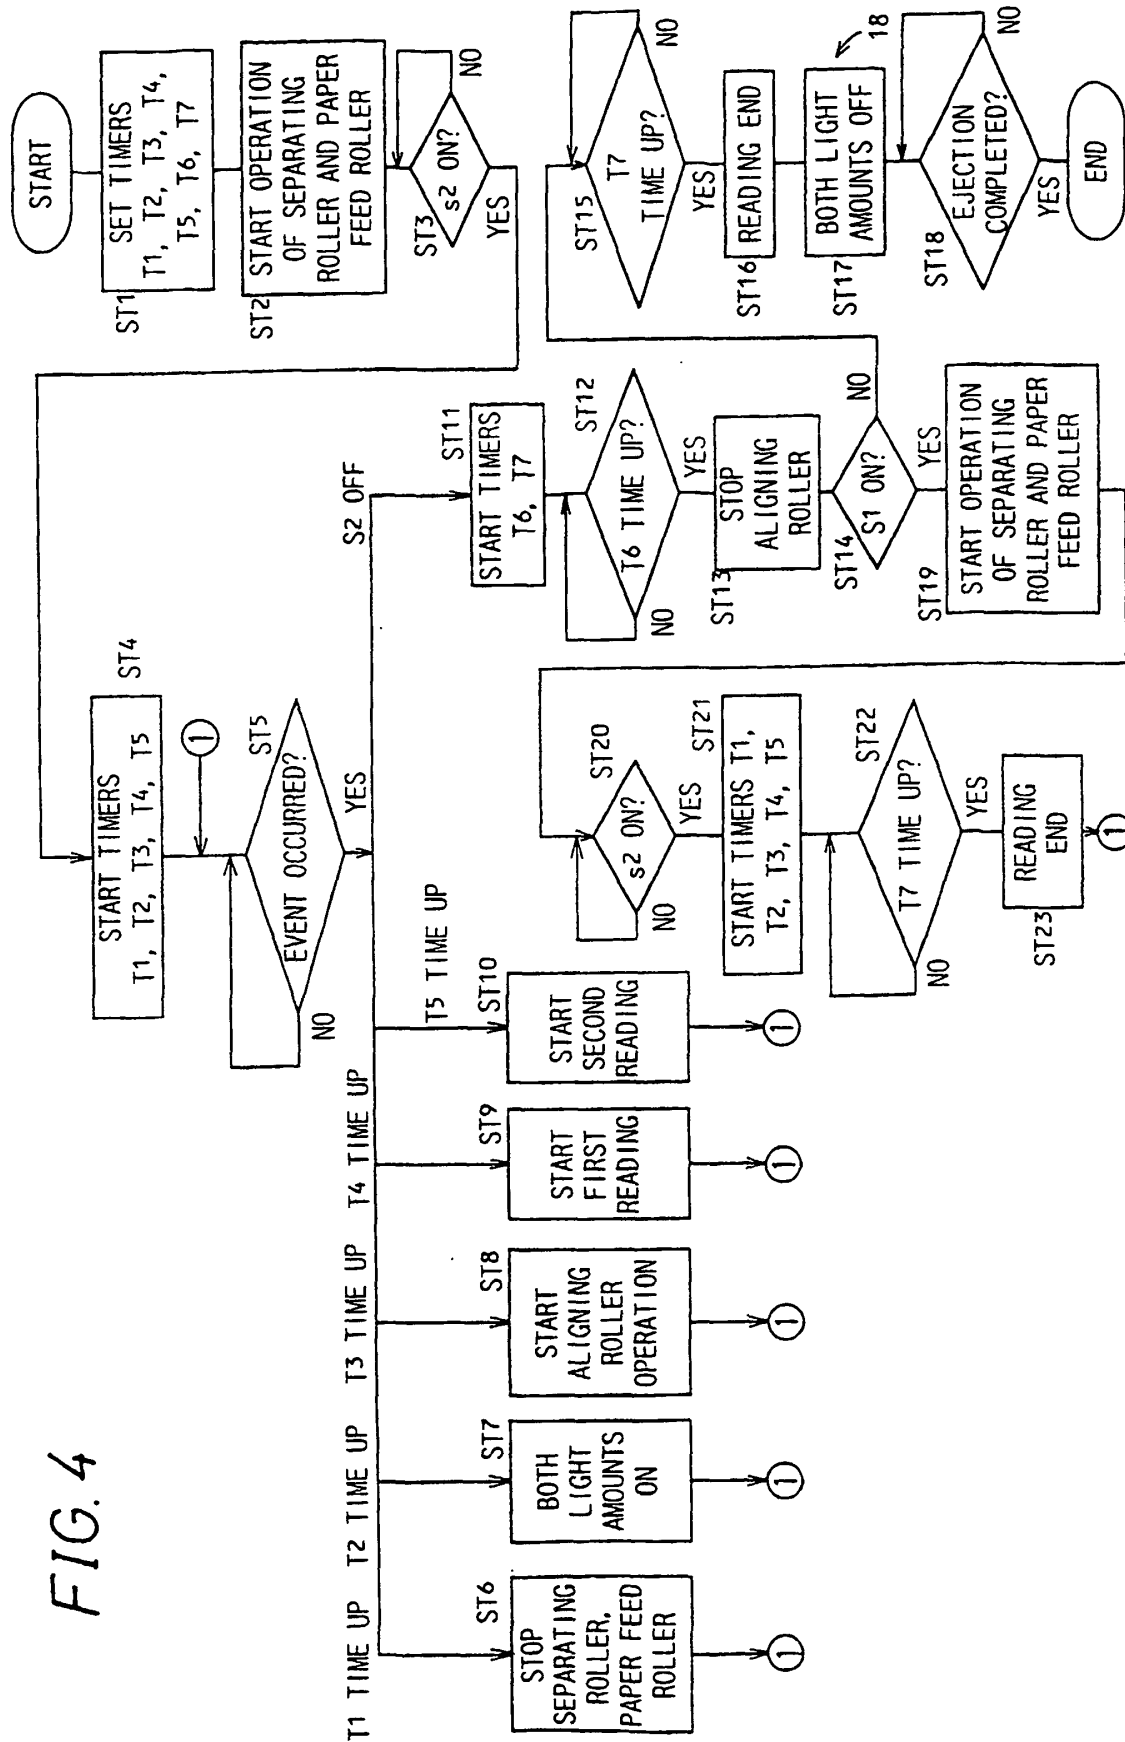 FIG. 4
START
ST1
SET TIMERS
T1, T2, T3, T4,
T5, T6, T7
ST2
START OPERATION
OF SEPARATING
ROLLER AND PAPER
FEED ROLLER
ST3
s2 ON?
NO
YES
ST4
START TIMERS
T1, T2, T3, T4, T5
1
ST5
EVENT OCCURRED?
NO
YES
T1 TIME UP
T2 TIME UP
T3 TIME UP
T4 TIME UP
T5 TIME UP
S2 OFF
ST6
STOP
SEPARATING
ROLLER,
PAPER FEED
ROLLER
1
ST7
BOTH
LIGHT
AMOUNTS
ON
1
ST8
START
ALIGNING
ROLLER
OPERATION
1
ST9
START
FIRST
READING
1
ST10
START
SECOND
READING
1
ST11
START TIMERS
T6, T7
ST12
T6 TIME UP?
NO
YES
ST13
STOP
ALIGNING
ROLLER
ST14
S1 ON?
NO
YES
ST15
T7
TIME UP?
NO
YES
ST16
READING END
ST17
BOTH LIGHT
AMOUNTS OFF
18
ST18
EJECTION
COMPLETED?
NO
YES
END
ST19
START OPERATION
OF SEPARATING
ROLLER AND PAPER
FEED ROLLER
ST20
s2 ON?
NO
YES
ST21
START TIMERS T1,
T2, T3, T4, T5
ST22
T7 TIME UP?
NO
YES
ST23
READING
END
1